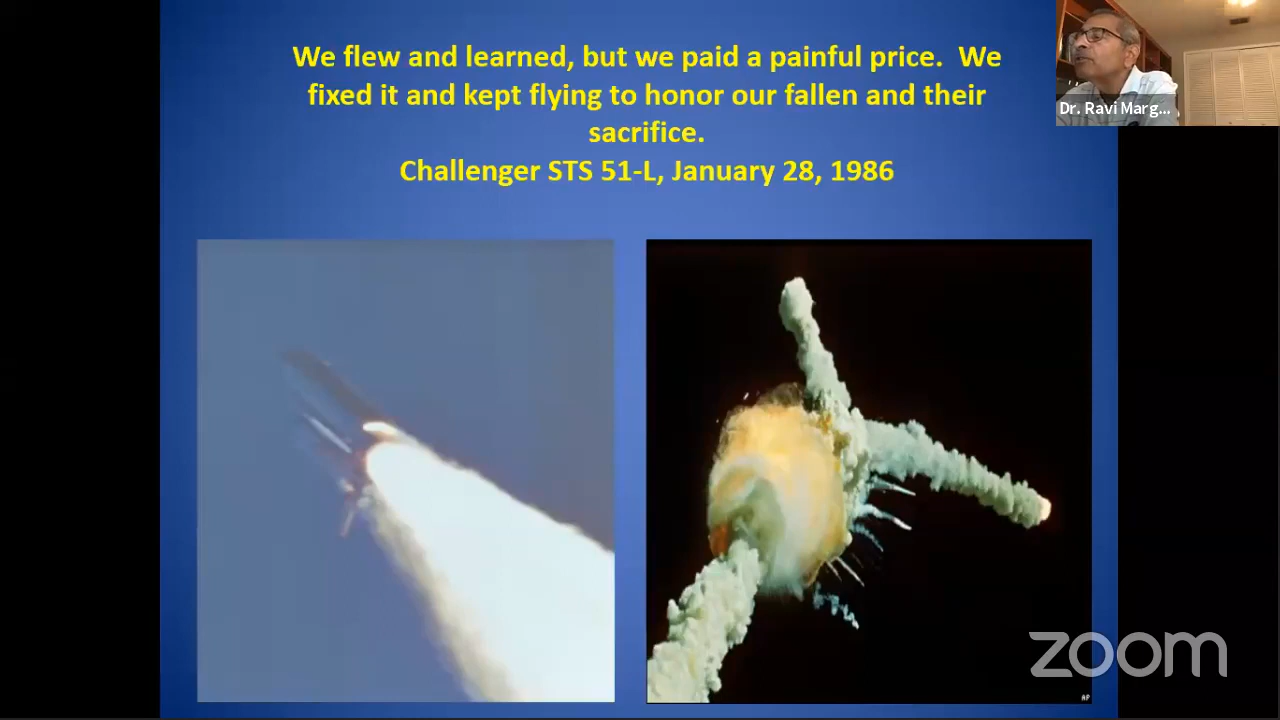 We flew and learned, but we paid a painful price. We
fixed it and kept flying to honor our fallen and their
sacrifice.
Challenger STS 51-L, January 28, 1986
Dr. Ravi Marg...
zoom
AP